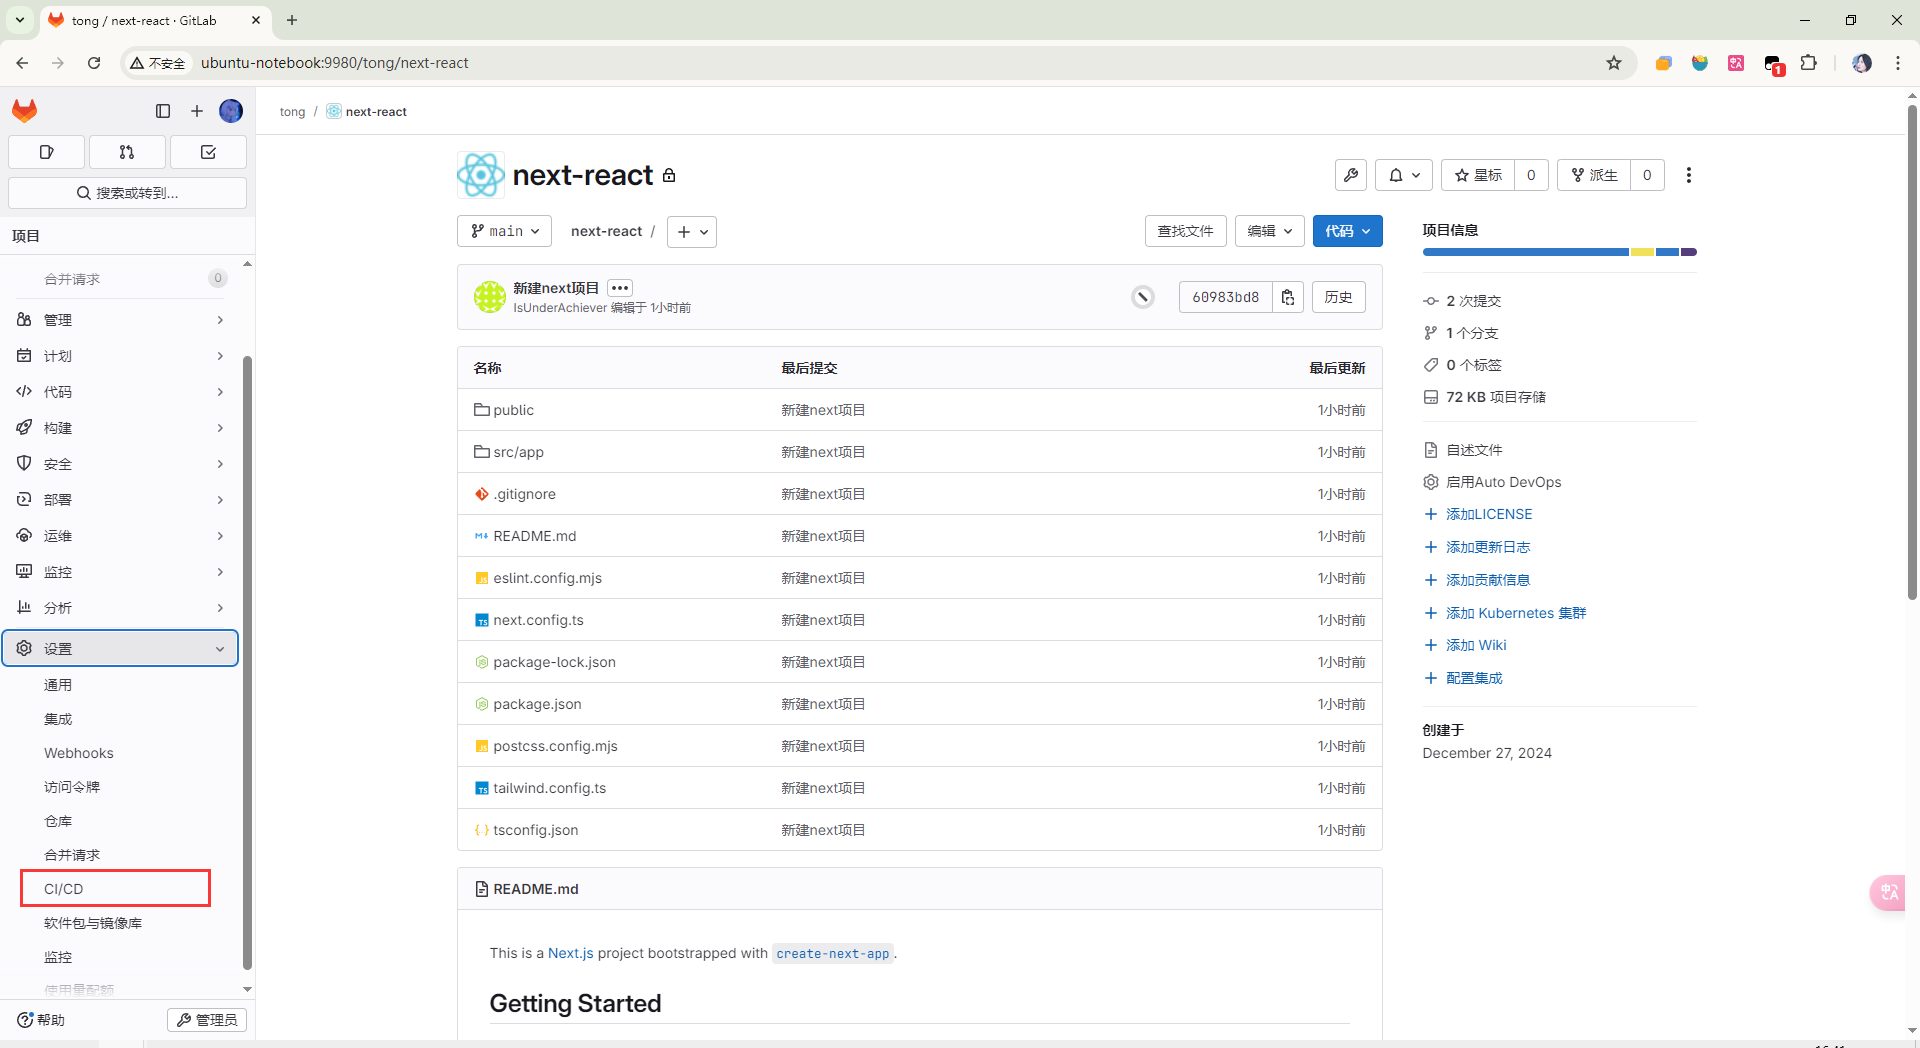 tong / next-react · GitLab
不安全
ubuntu-notebook:9980/tong/next-react
1
tong / next-react
搜索或转到...
项目
合并请求 0
管理
计划
代码
构建
安全
部署
运维
监控
分析
设置
通用
集成
Webhooks
访问令牌
仓库
合并请求
CI/CD
软件包与镜像库
监控
使用量配额
帮助
管理员
next-react
星标 0
派生 0
main
next-react /
查找文件
编辑
代码
新建next项目
IsUnderAchiever 编辑于 1小时前
60983bd8
历史
名称 最后提交 最后更新
public 新建next项目 1小时前
src/app 新建next项目 1小时前
.gitignore 新建next项目 1小时前
README.md 新建next项目 1小时前
eslint.config.mjs 新建next项目 1小时前
next.config.ts 新建next项目 1小时前
package-lock.json 新建next项目 1小时前
package.json 新建next项目 1小时前
postcss.config.mjs 新建next项目 1小时前
tailwind.config.ts 新建next项目 1小时前
tsconfig.json 新建next项目 1小时前
README.md
This is a Next.js project bootstrapped with create-next-app.
Getting Started
项目信息
2 次提交
1 个分支
0 个标签
72 KB 项目存储
自述文件
启用Auto DevOps
添加LICENSE
添加更新日志
添加贡献信息
添加 Kubernetes 集群
添加 Wiki
配置集成
创建于
December 27, 2024